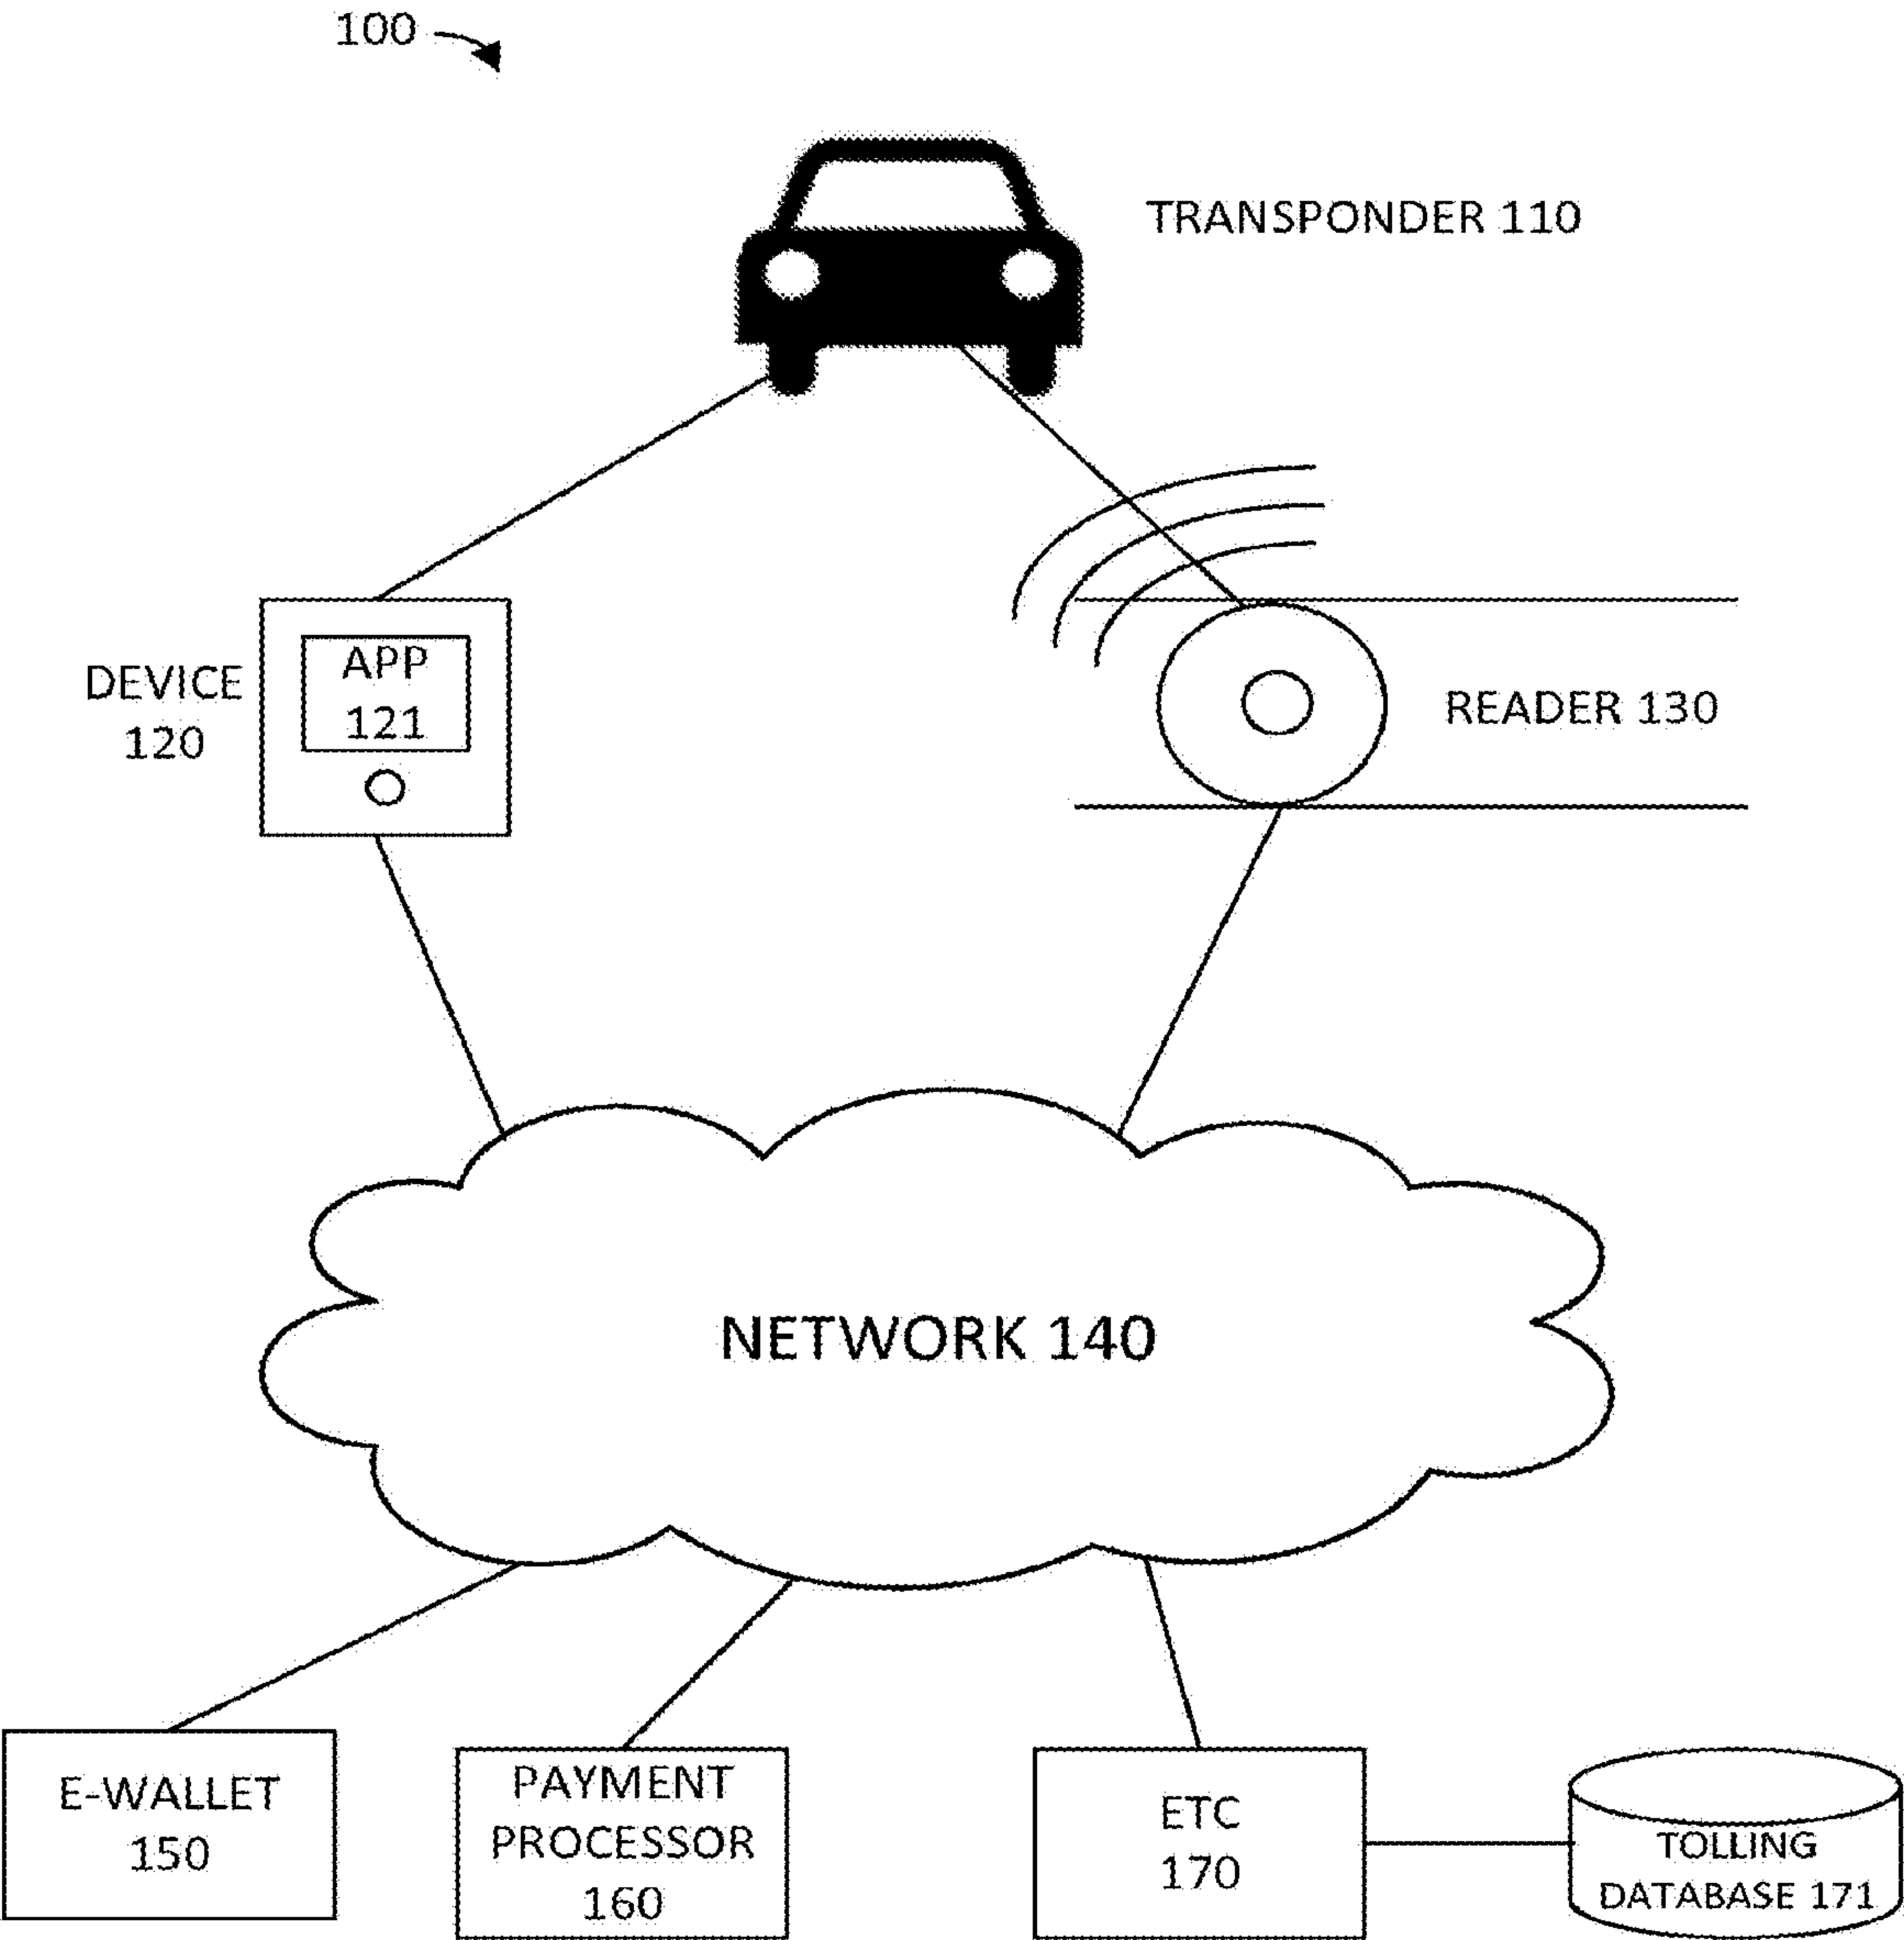 100
TRANSPONDER 110
DEVICE
120
APP
121
READER 130
NETWORK 140
E-WALLET
150
PAYMENT
PROCESSOR
160
ETC
170
TOLLING
DATABASE 171